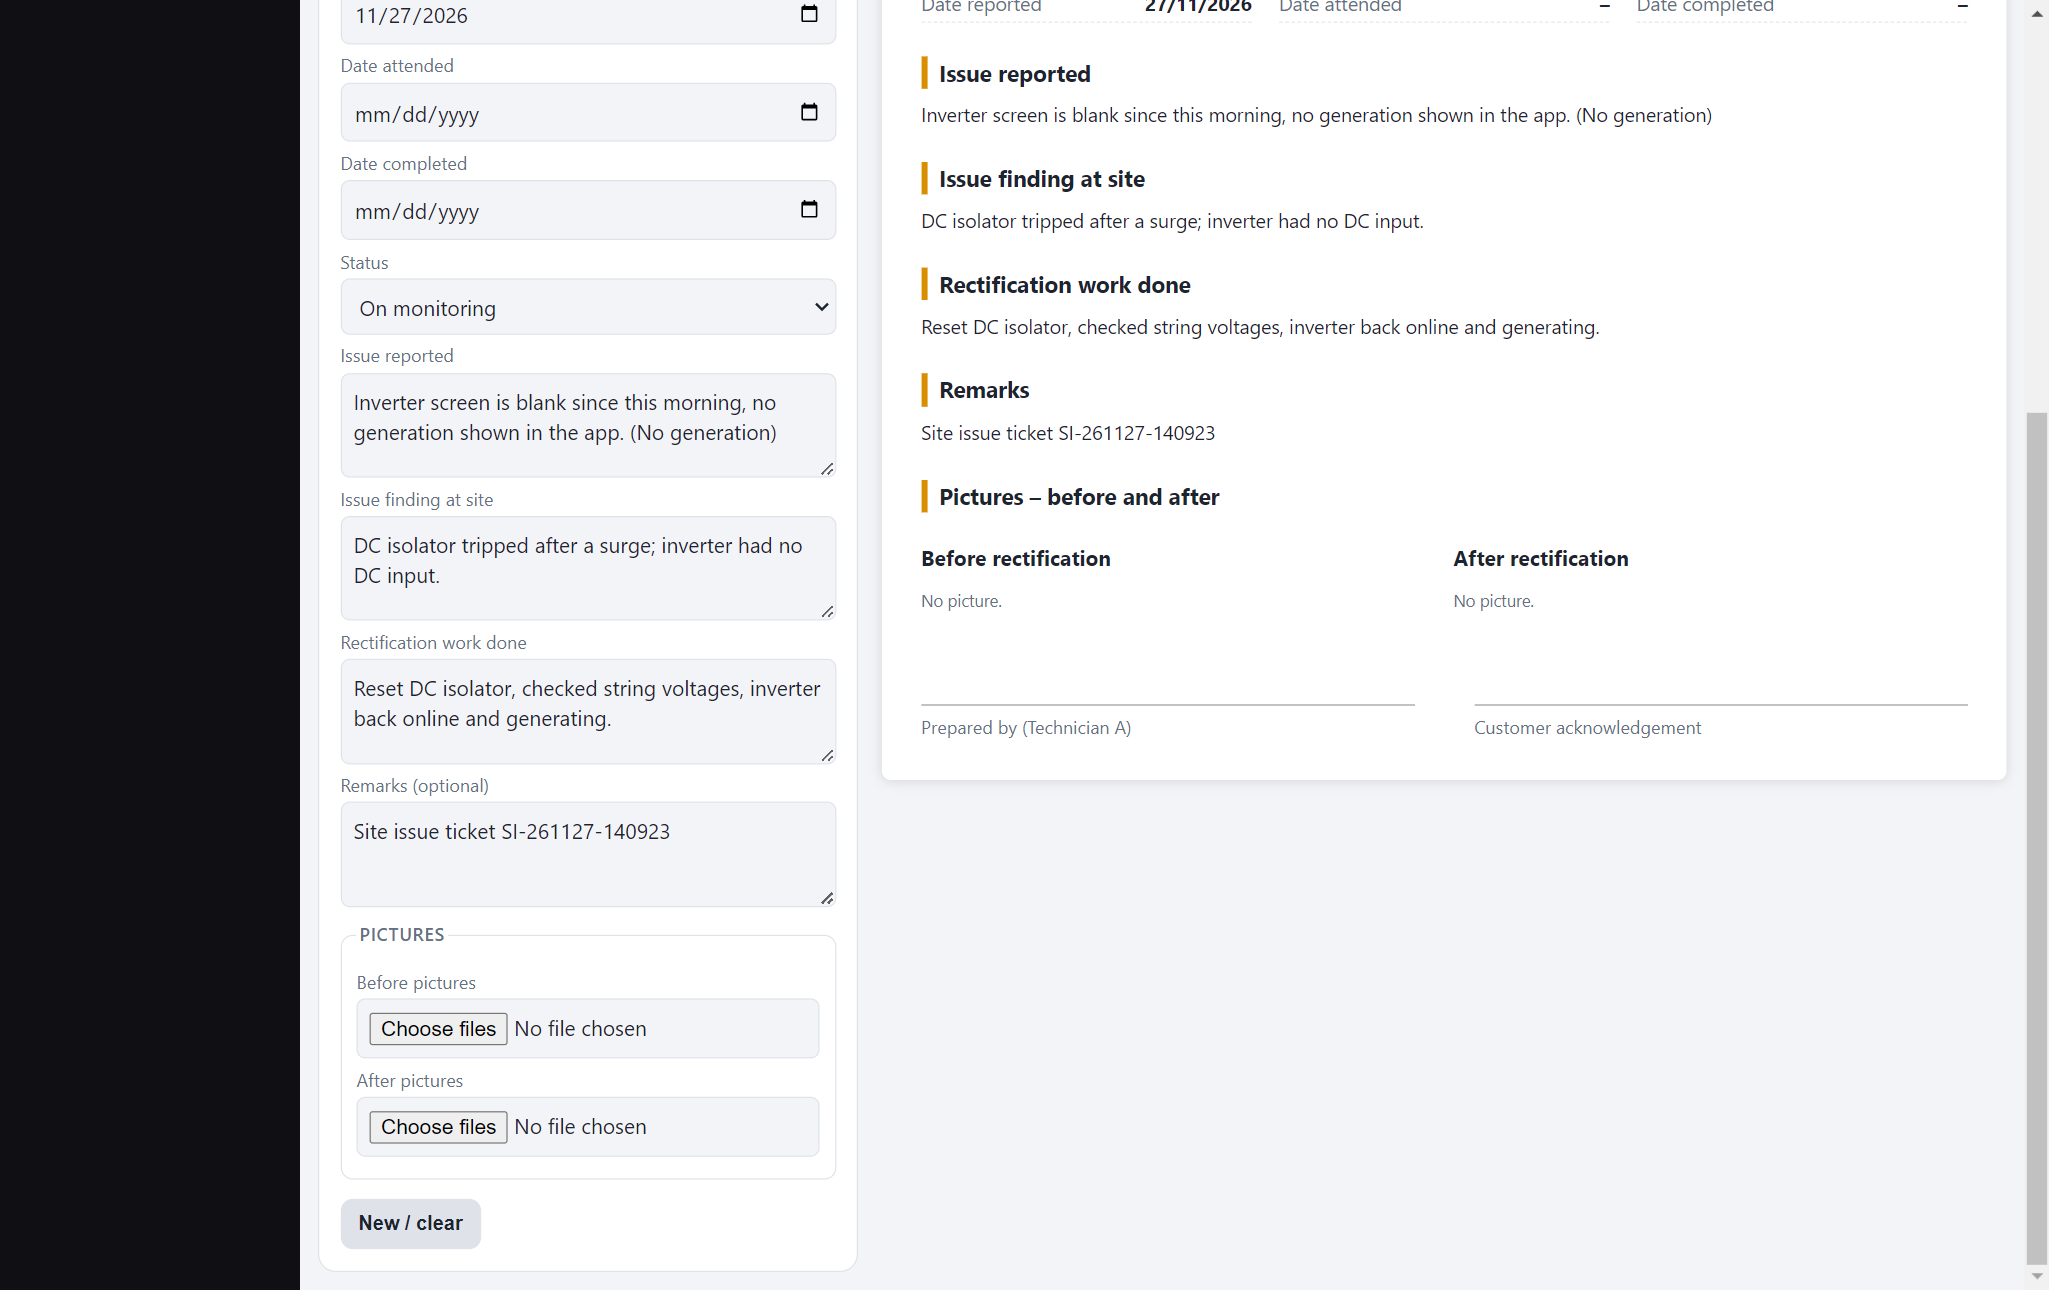 11/27/2026
Date attended
mm/dd/yyyy
Date completed
mm/dd/yyyy
Status
On monitoring
Issue reported
Inverter screen is blank since this morning, no
generation shown in the app. (No generation)
Issue finding at site
DC isolator tripped after a surge; inverter had no
DC input.
Rectification work done
Reset DC isolator, checked string voltages, inverter
back online and generating.
Remarks (optional)
Site issue ticket SI-261127-140923
PICTURES
Before pictures
Choose files No file chosen
After pictures
Choose files No file chosen
New / clear
Date reported 27/11/2026 Date attended – Date completed –
Issue reported
Inverter screen is blank since this morning, no generation shown in the app. (No generation)
Issue finding at site
DC isolator tripped after a surge; inverter had no DC input.
Rectification work done
Reset DC isolator, checked string voltages, inverter back online and generating.
Remarks
Site issue ticket SI-261127-140923
Pictures – before and after
Before rectification After rectification
No picture. No picture.
Prepared by (Technician A) Customer acknowledgement